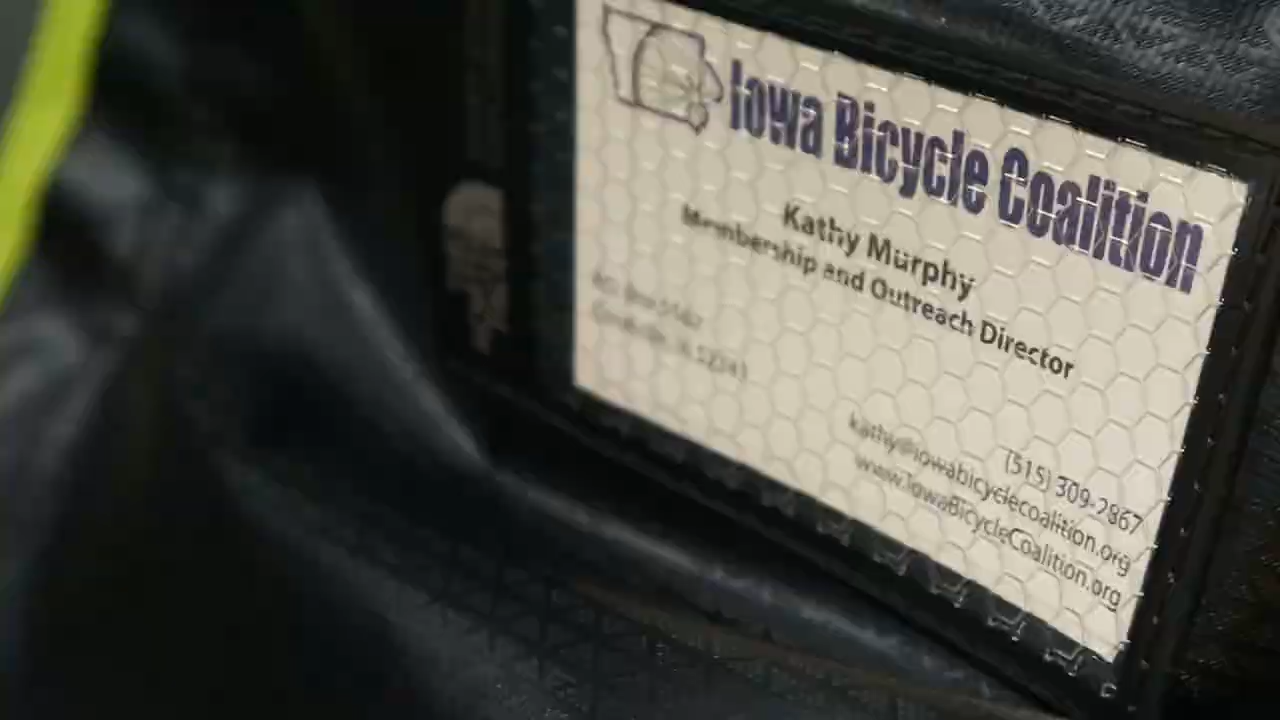 Iowa Bicycle Coalition
Kathy Murphy
Membership and Outreach Director
(515) 309-2867
kathy@iowabicyclecoalition.org
www.IowaBicycleCoalition.org